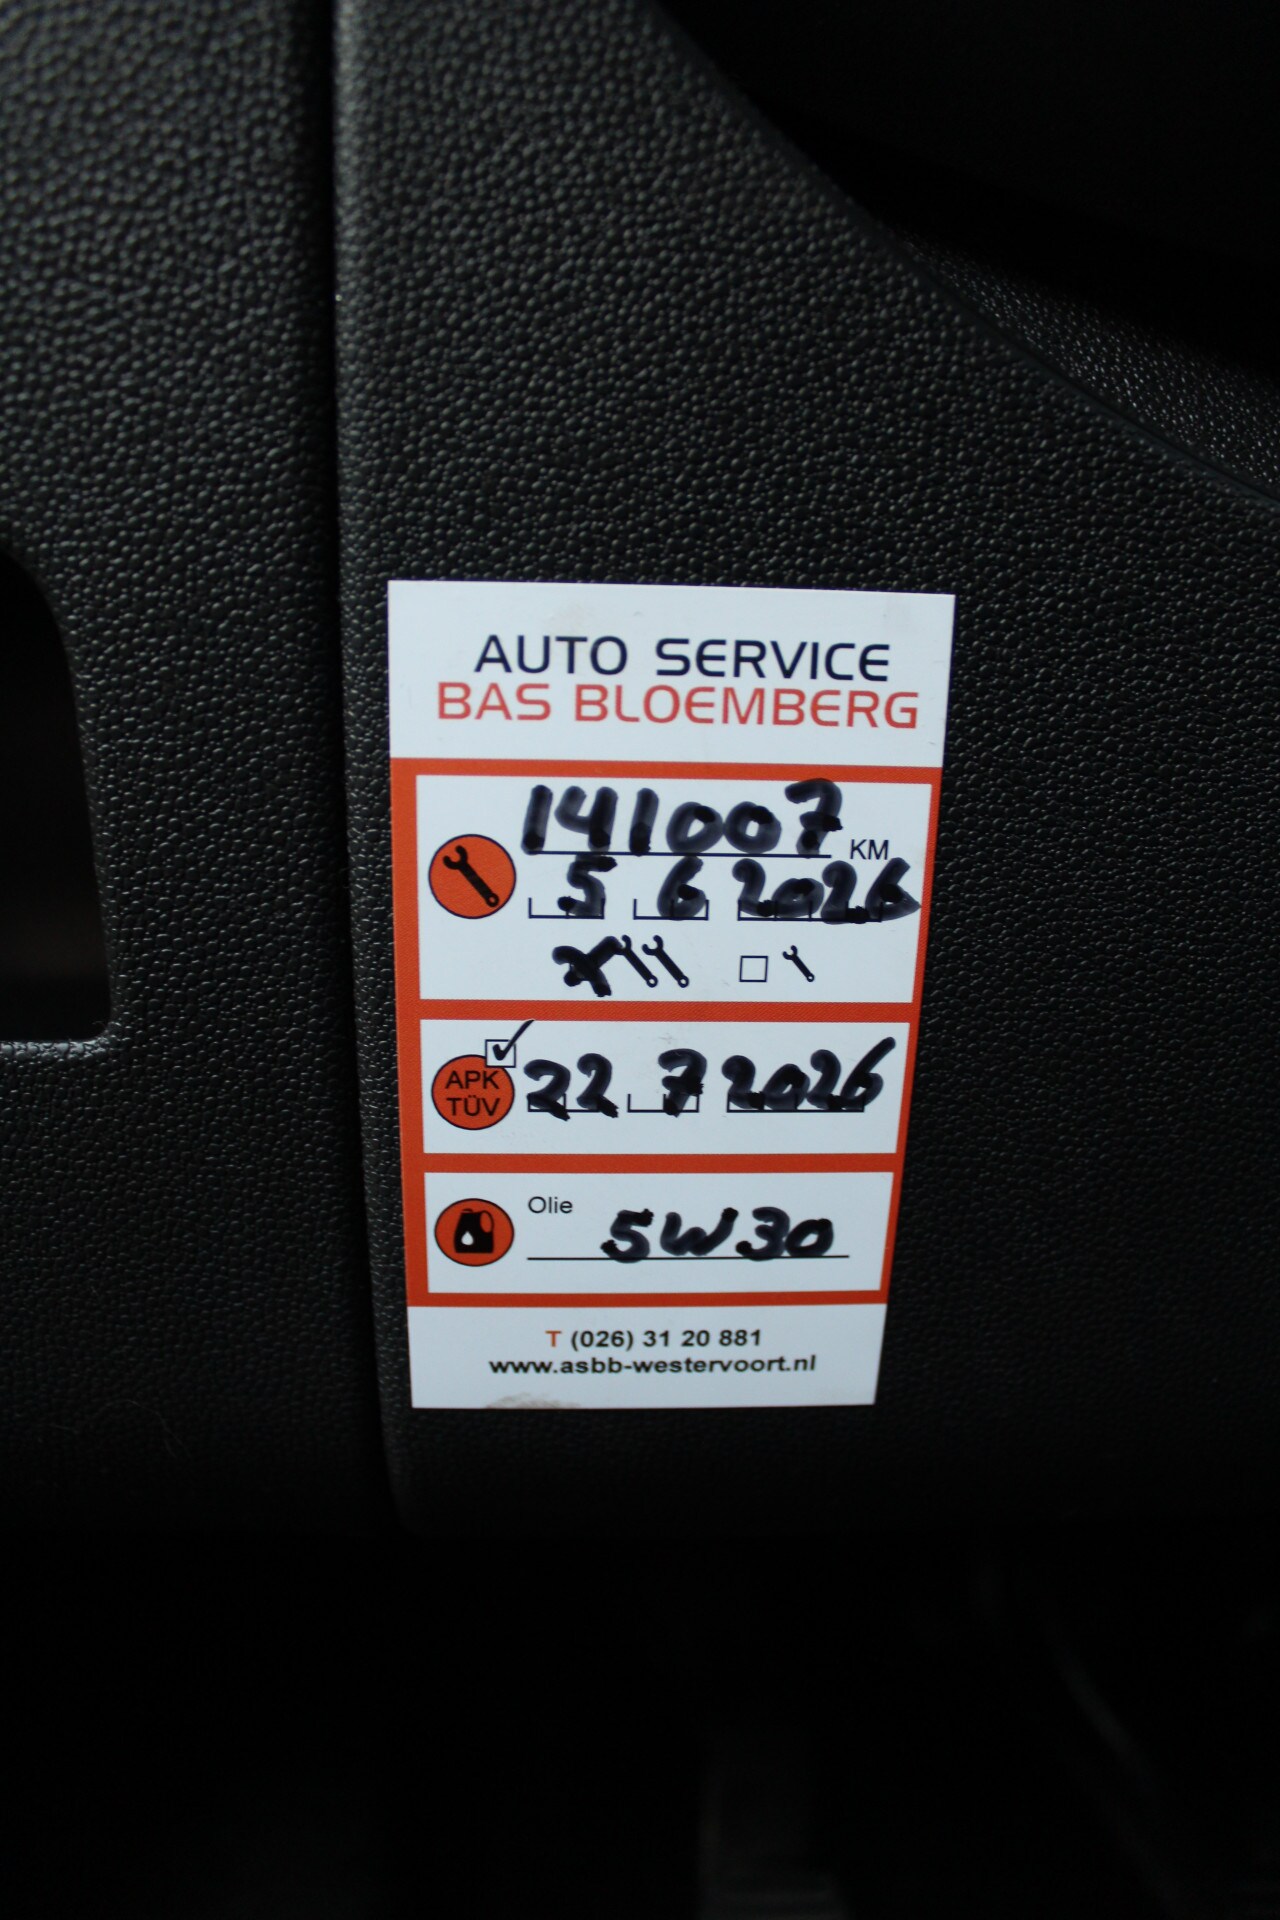 AUTO SERVICE
BAS BLOEMBERG
141007 KM
5 6 2026
APK
TÜV
22 7 2026
Olie
5W30
T (026) 31 20 881
www.asbb-westervoort.nl